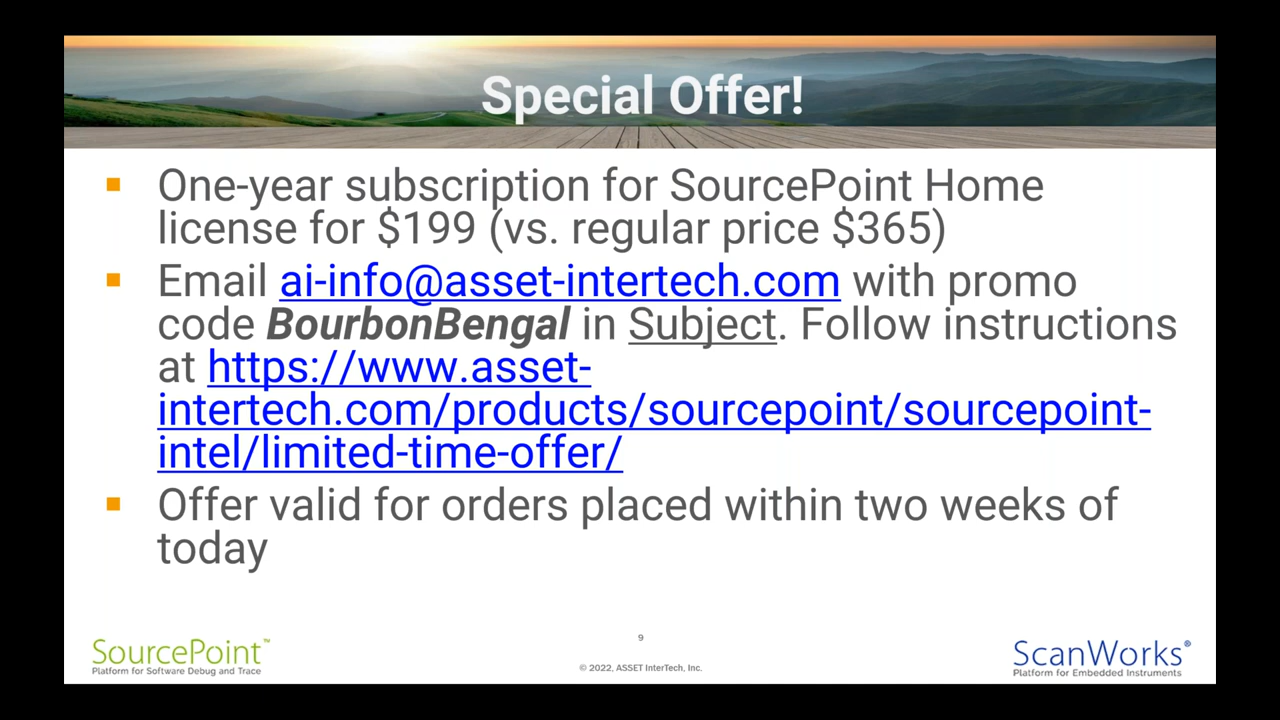 Special Offer!
One-year subscription for SourcePoint Home
license for $199 (vs. regular price $365)
Email ai-info@asset-intertech.com with promo
code BourbonBengal in Subject. Follow instructions
at https://www.asset-
intertech.com/products/sourcepoint/sourcepoint-
intel/limited-time-offer/
Offer valid for orders placed within two weeks of
today
9
SourcePoint™
Platform for Software Debug and Trace
© 2022, ASSET InterTech, Inc.
ScanWorks®
Platform for Embedded Instruments